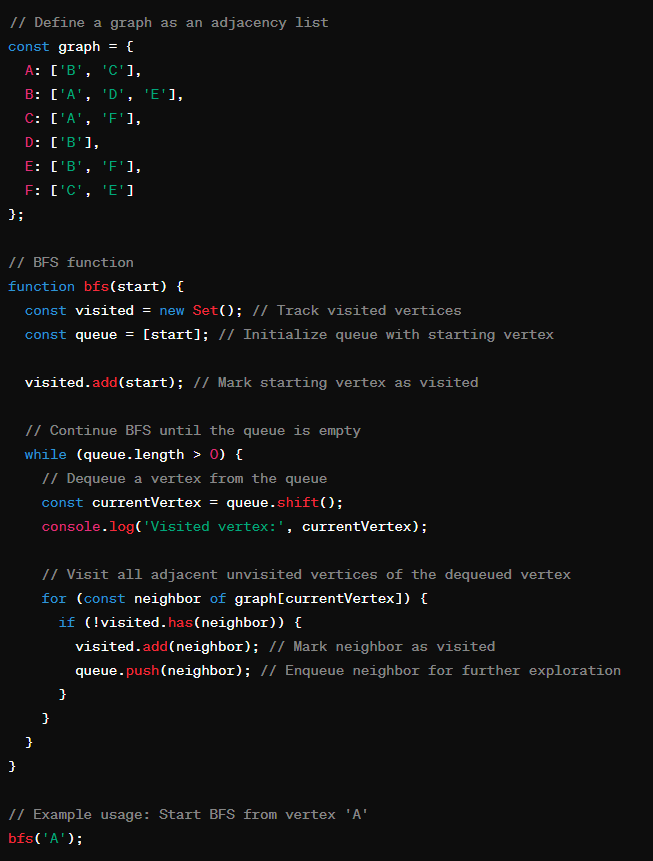 // Define a graph as an adjacency list
const graph = {
  A: ['B', 'C'],
  B: ['A', 'D', 'E'],
  C: ['A', 'F'],
  D: ['B'],
  E: ['B', 'F'],
  F: ['C', 'E']
};

// BFS function
function bfs(start) {
  const visited = new Set(); // Track visited vertices
  const queue = [start]; // Initialize queue with starting vertex

  visited.add(start); // Mark starting vertex as visited

  // Continue BFS until the queue is empty
  while (queue.length > 0) {
    // Dequeue a vertex from the queue
    const currentVertex = queue.shift();
    console.log('Visited vertex:', currentVertex);

    // Visit all adjacent unvisited vertices of the dequeued vertex
    for (const neighbor of graph[currentVertex]) {
      if (!visited.has(neighbor)) {
        visited.add(neighbor); // Mark neighbor as visited
        queue.push(neighbor); // Enqueue neighbor for further exploration
      }
    }
  }
}

// Example usage: Start BFS from vertex 'A'
bfs('A');